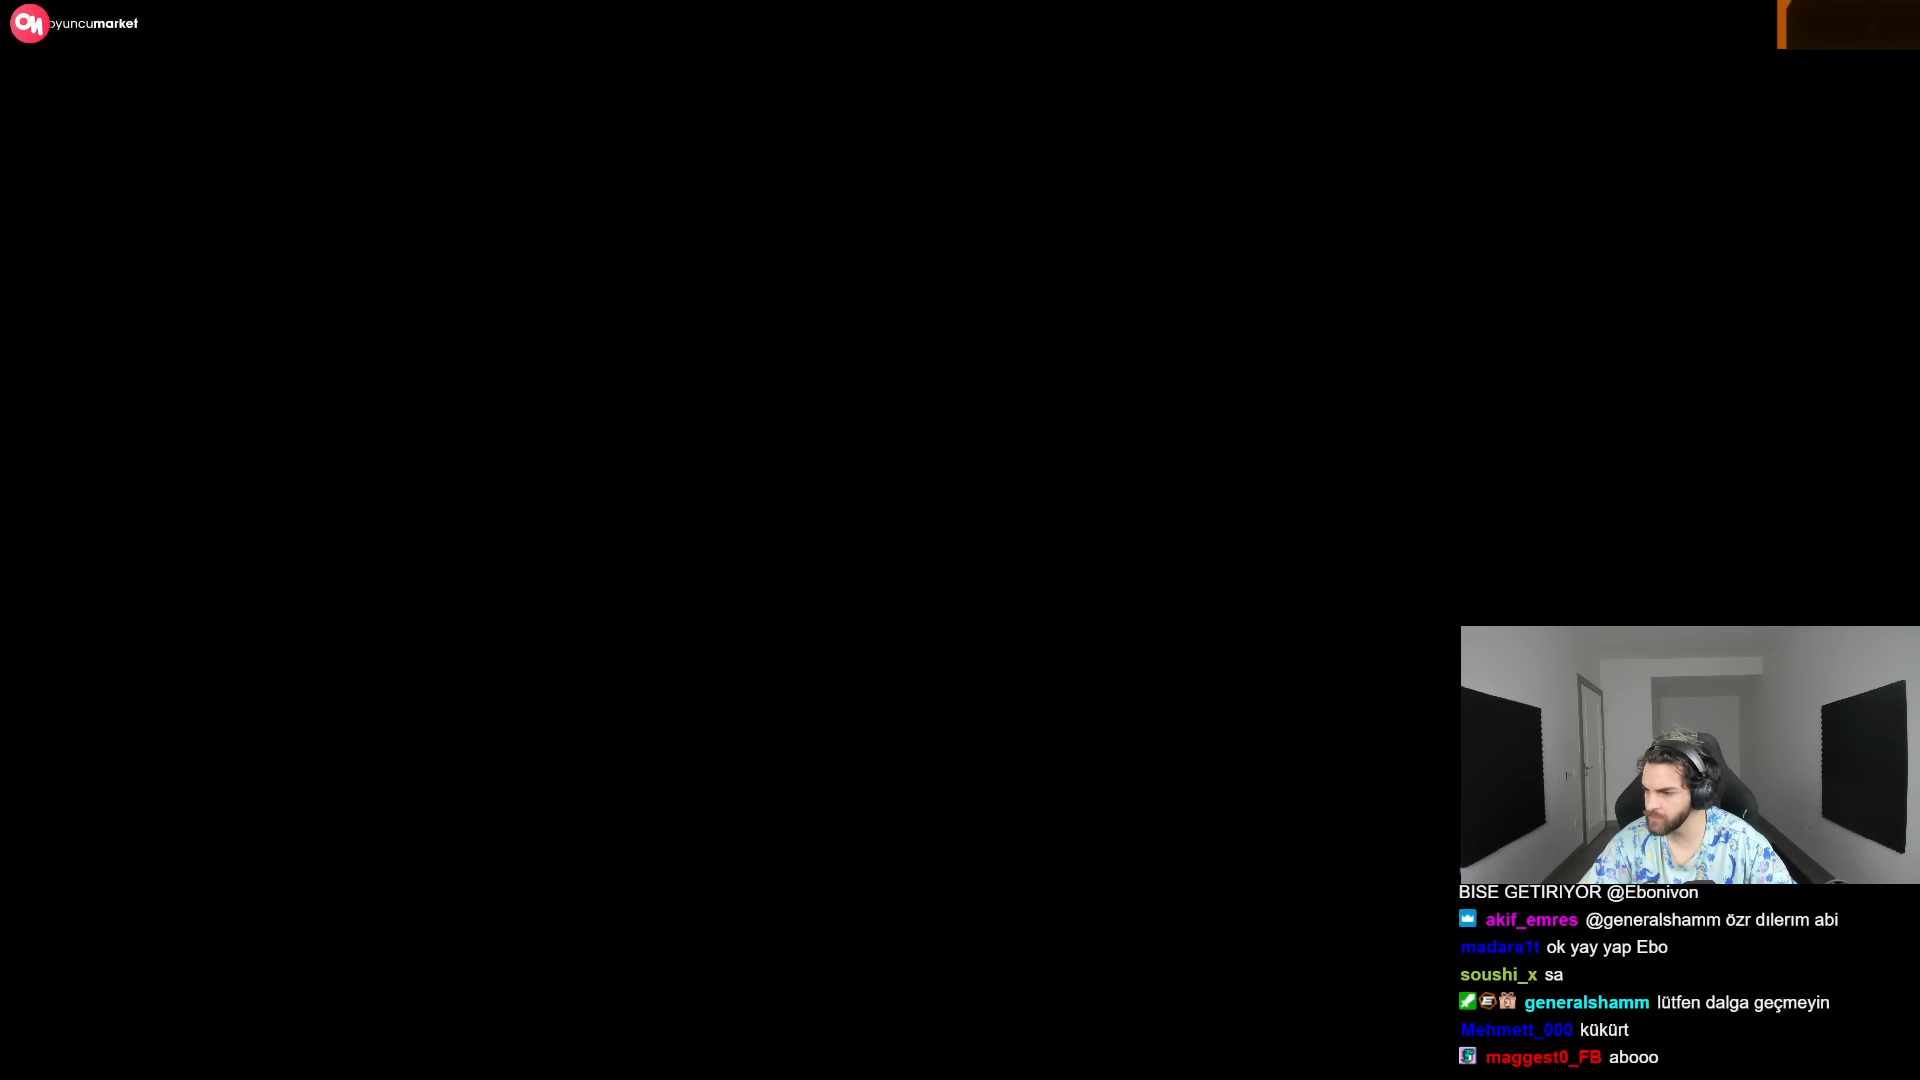 oyuncumarket
BISE GETIRIYOR @Ebonivon
akif_emres @generalshamm özr dılerım abi
madara1t ok yay yap Ebo
soushi_x sa
generalshamm lütfen dalga geçmeyin
Mehmett_000 kükürt
maggest0_FB abooo